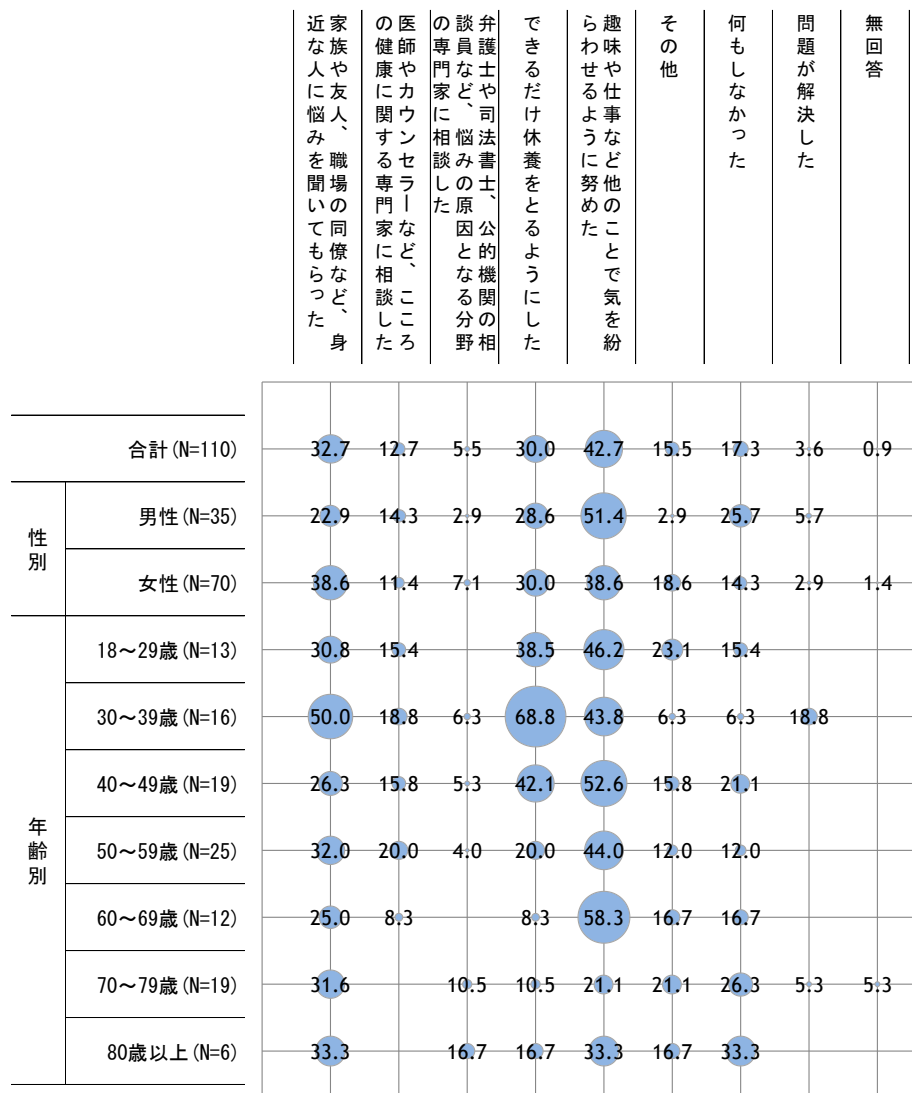 家族や友人、職場の同僚など、身
近な人に悩みを聞いてもらった
医師やカウンセラーなど、こころ
の健康に関する専門家に相談した
弁護士や司法書士、公的機関の相
談員など、悩みの原因となる分野
の専門家に相談した
できるだけ休養をとるようにした
趣味や仕事など他のことで気を紛
らわせるように努めた
その他
何もしなかった
問題が解決した
無回答
合計(N=110) 32.7 12.7 5.5 30.0 42.7 15.5 17.3 3.6 0.9
性別
男性(N=35) 22.9 14.3 2.9 28.6 51.4 2.9 25.7 5.7
女性(N=70) 38.6 11.4 7.1 30.0 38.6 18.6 14.3 2.9 1.4
年齢別
18～29歳(N=13) 30.8 15.4 38.5 46.2 23.1 15.4
30～39歳(N=16) 50.0 18.8 6.3 68.8 43.8 6.3 6.3 18.8
40～49歳(N=19) 26.3 15.8 5.3 42.1 52.6 15.8 21.1
50～59歳(N=25) 32.0 20.0 4.0 20.0 44.0 12.0 12.0
60～69歳(N=12) 25.0 8.3 8.3 58.3 16.7 16.7
70～79歳(N=19) 31.6 10.5 10.5 21.1 21.1 26.3 5.3 5.3
80歳以上(N=6) 33.3 16.7 16.7 33.3 16.7 33.3